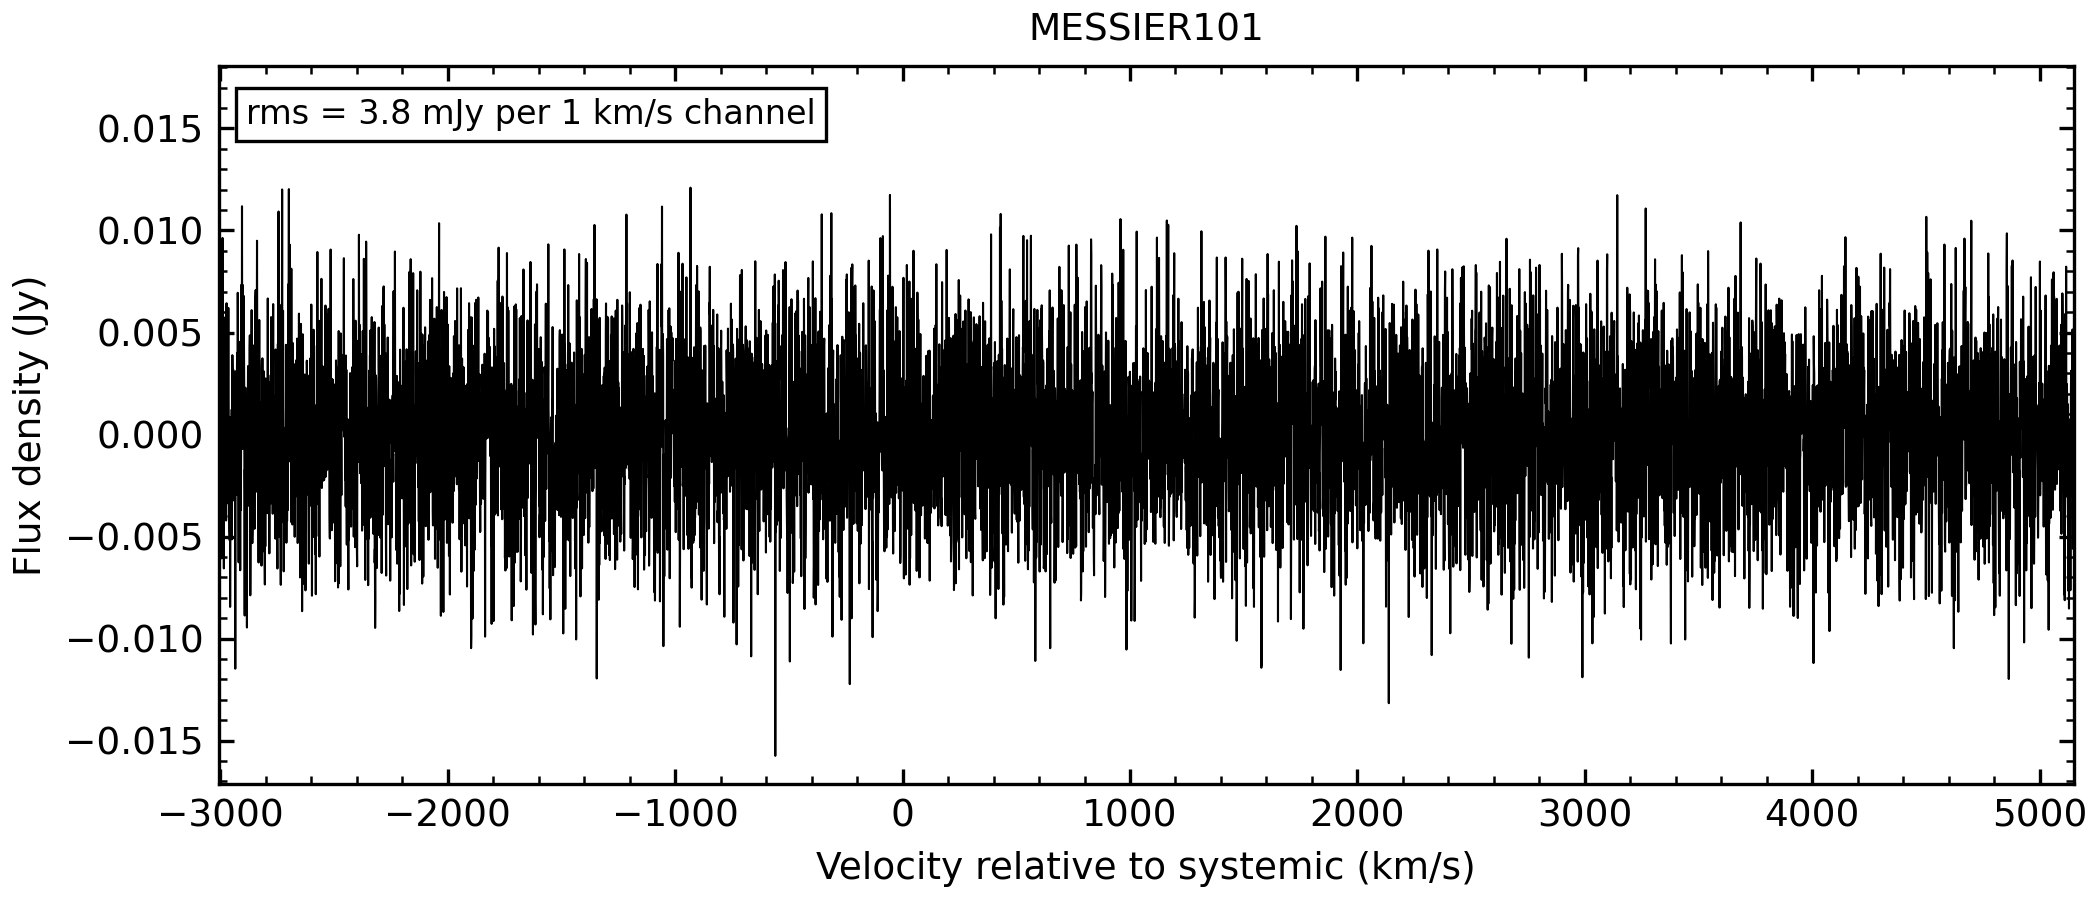 MESSIER101
rms = 3.8 mJy per 1 km/s channel
Flux density (Jy)
0.015
0.010
0.005
0.000
−0.005
−0.010
−0.015
−3000 −2000 −1000 0 1000 2000 3000 4000 5000
Velocity relative to systemic (km/s)